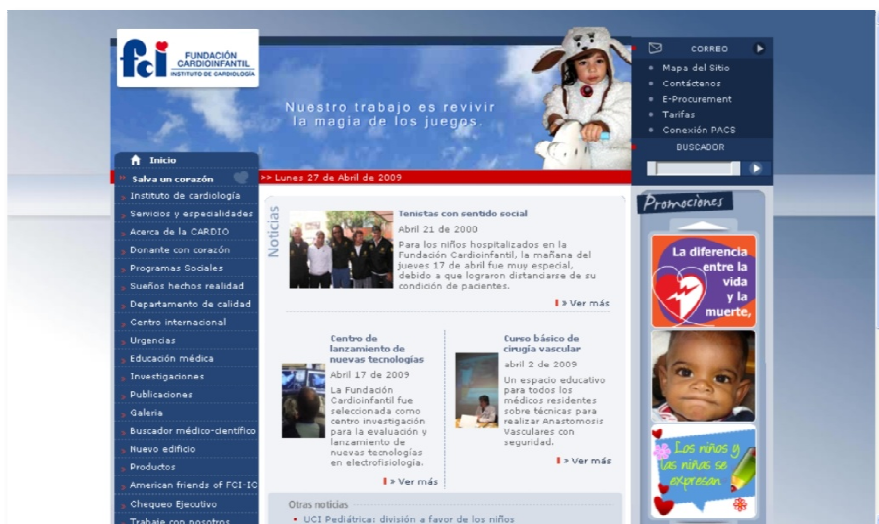 fci
FUNDACIÓN
CARDIOINFANTIL
INSTITUTO DE CARDIOLOGÍA
Nuestro trabajo es revivir
la magia de los juegos.
CORREO
Mapa del Sitio
Contáctenos
E-Procurement
Tarifas
Conexión PACS
BUSCADOR
Inicio
Salva un corazón
>> Lunes 27 de Abril de 2009
Instituto de cardiología
Servicios y especialidades
Acerca de la CARDIO
Donante con corazón
Programas Sociales
Sueños hechos realidad
Departamento de calidad
Centro internacional
Urgencias
Educación médica
Investigaciones
Publicaciones
Galeria
Buscador médico-científico
Nuevo edificio
Productos
American friends of FCI-IC
Chequeo Ejecutivo
Trabaje con nosotros
Noticias
Tenistas con sentido social
Abril 21 de 2000
Para los niños hospitalizados en la
Fundación Cardioinfantil, la mañana del
jueves 17 de abril fue muy especial,
debido a que lograron distanciarse de su
condición de pacientes.
» Ver más
Centro de
lanzamiento de
nuevas tecnologías
Abril 17 de 2009
La Fundación
Cardioinfantil fue
seleccionada como
centro investigación
para la evaluación y
lanzamiento de
nuevas tecnologías
en electrofisiología.
» Ver más
Curso básico de
cirugía vascular
abril 2 de 2009
Un espacio educativo
para todos los
médicos residentes
sobre técnicas para
realizar Anastomosis
Vasculares con
seguridad.
» Ver más
Otras noticias
UCI Pediátrica: división a favor de los niños
Promociones
La diferencia
entre la
vida
y la
muerte,
Los niños y
las niñas se
expresan.